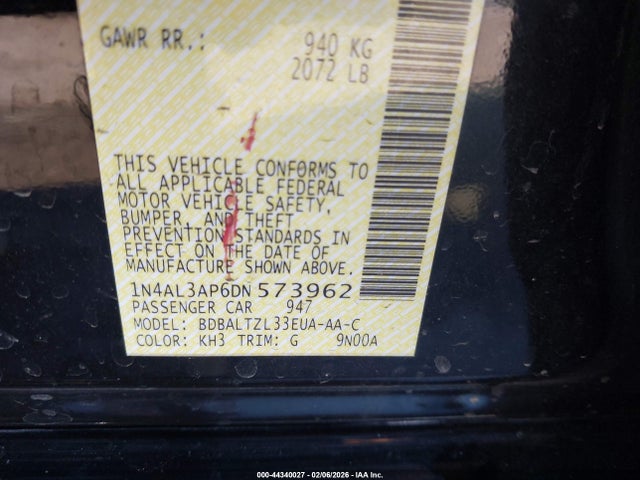 GAWR RR.: 940 KG
2072 LB
THIS VEHICLE CONFORMS TO
ALL APPLICABLE FEDERAL
MOTOR VEHICLE SAFETY,
BUMPER, AND THEFT
PREVENTION STANDARDS IN
EFFECT ON THE DATE OF
MANUFACTURE SHOWN ABOVE.
1N4AL3AP6DN 573962
PASSENGER CAR 947
MODEL: BDBALTZL33EUA-AA-C
COLOR: KH3 TRIM: G 9N00A
000-44340027 - 02/06/2026 - IAA Inc.